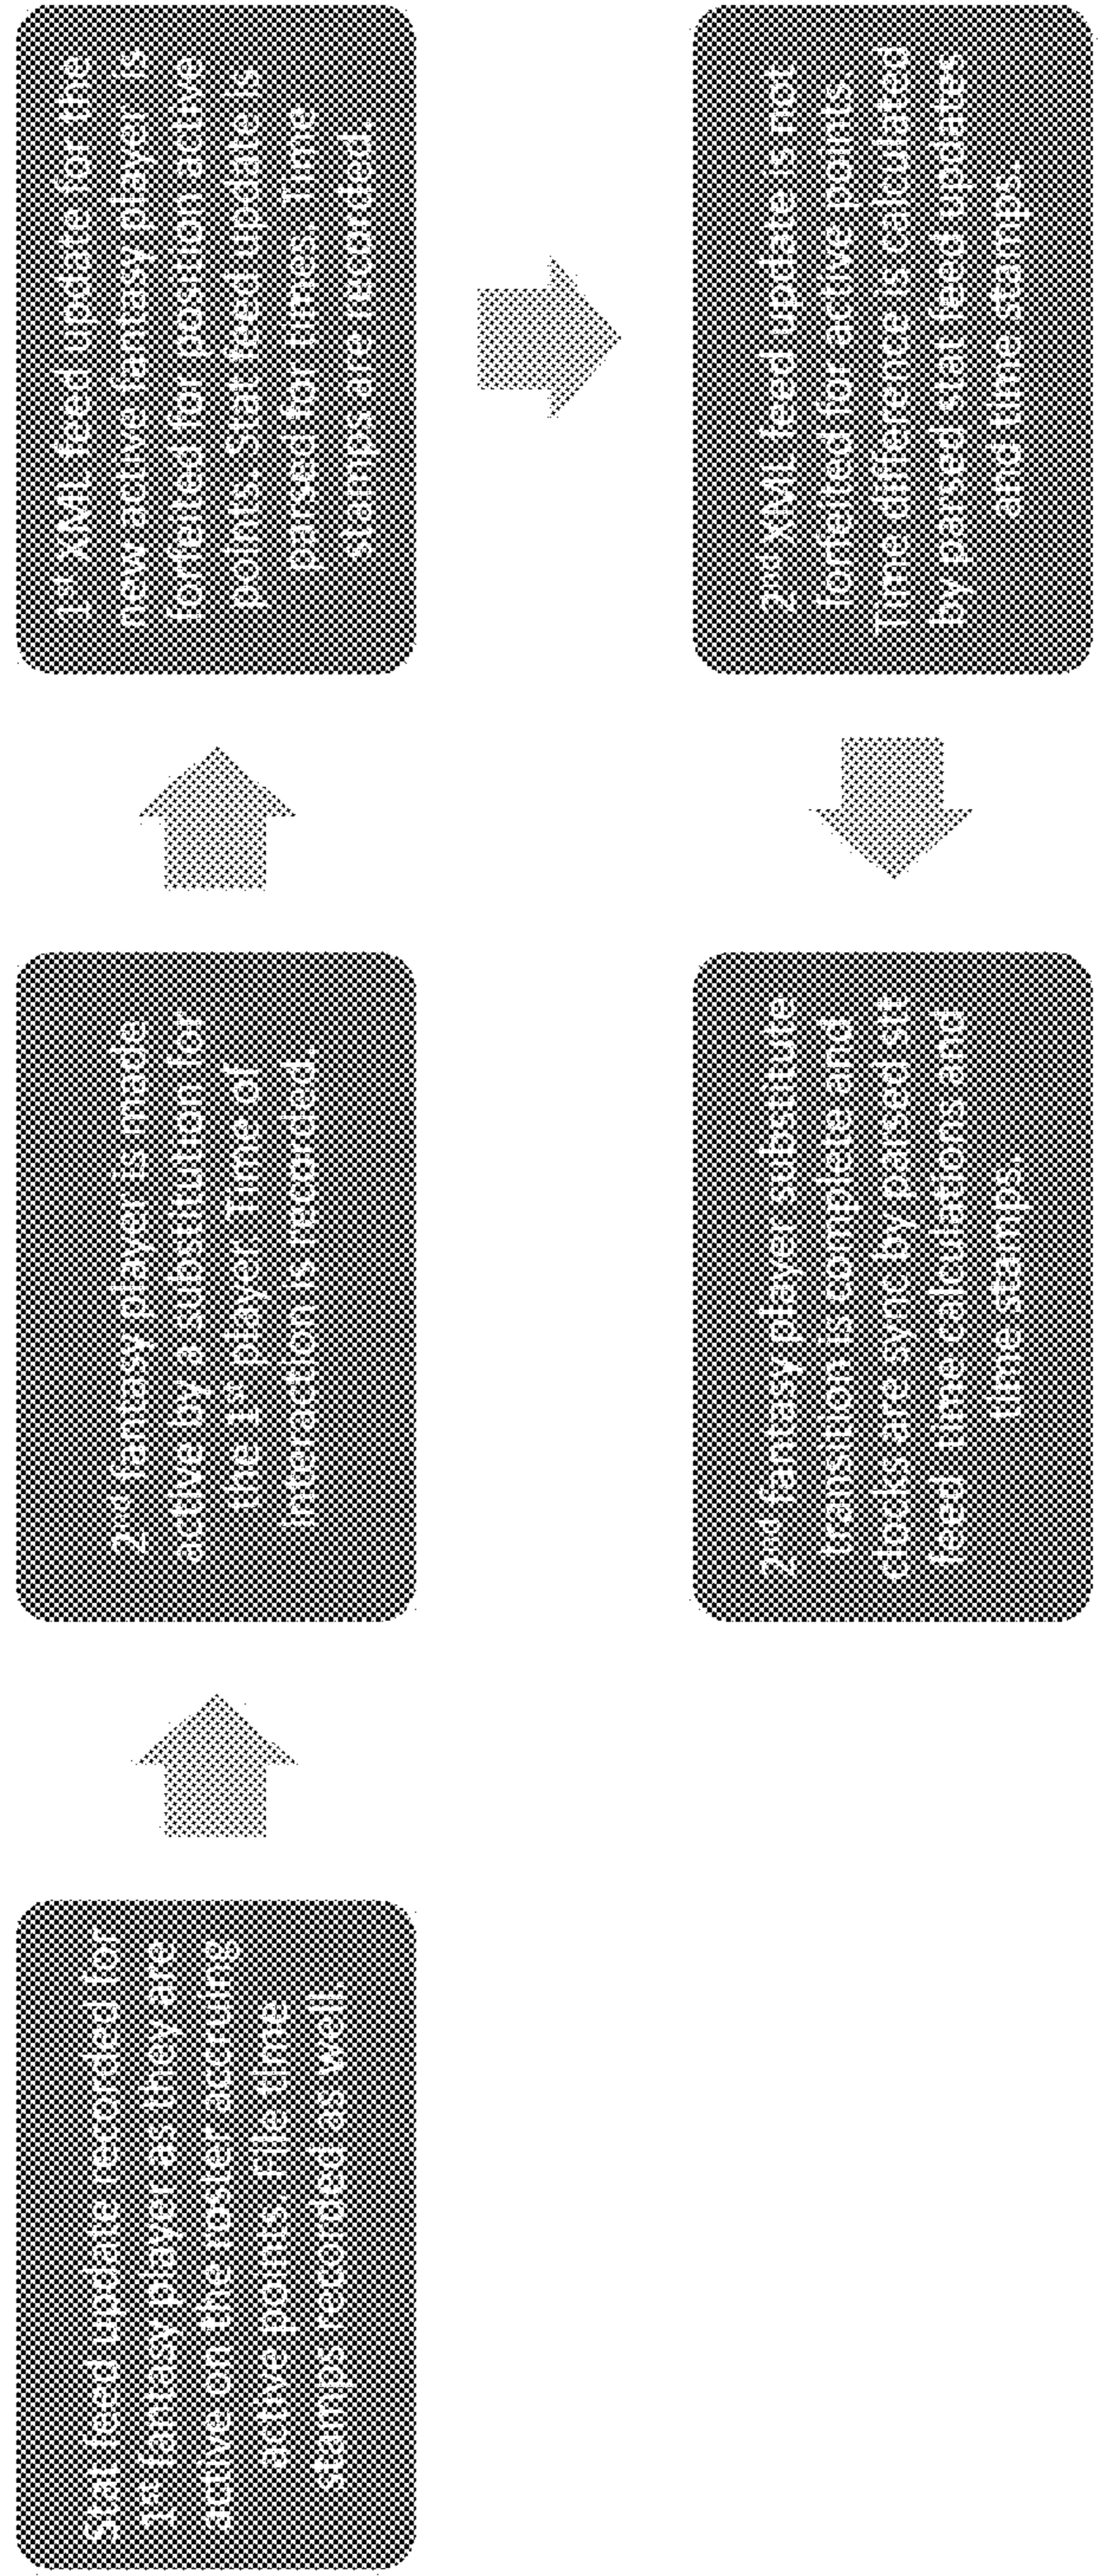 Stat feed update recorded for
1st fantasy player as they are
active on the roster accruing
active points. File time
stamps recorded as well.
2nd fantasy player is made
active by a substitution for
the 1st player. Time of
interaction is recorded.
1st XML feed update for the
new active fantasy player is
forfeited for position active
points. Stat feed update is
parsed for times. Time
stamps are recorded.
2nd XML feed update is not
forfeited for active points.
Time difference is calculated
by parsed stat feed updates
and time stamps.
2nd fantasy player substitute
transition is complete and
clocks are sync by parsed srt
feed time calculations and
time stamps.